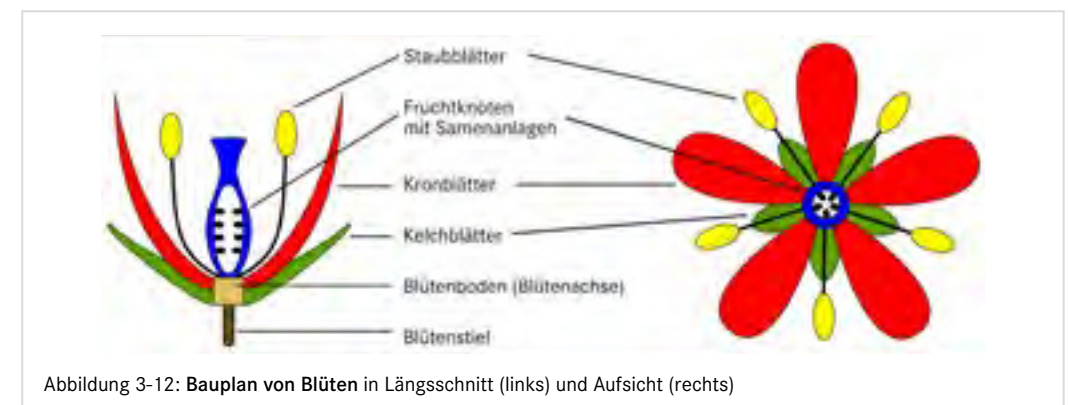 Staubblätter
Fruchtknoten
mit Samenanlagen
Kronblätter
Kelchblätter
Blütenboden (Blütenachse)
Blütenstiel
Abbildung 3-12: Bauplan von Blüten in Längsschnitt (links) und Aufsicht (rechts)